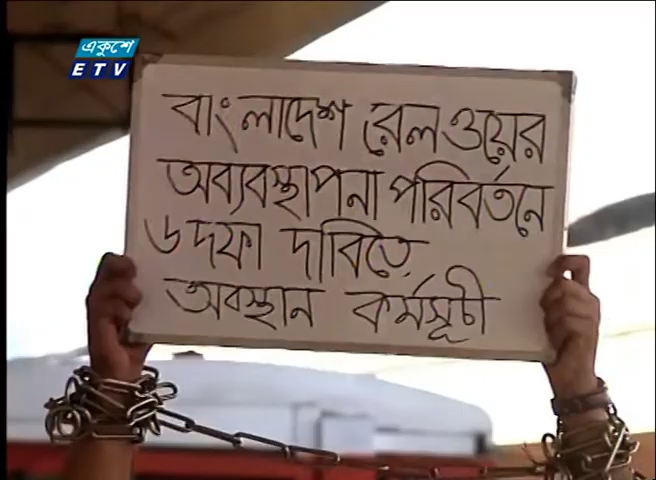 একুশে
ETV
বাংলাদেশ রেলওয়ের
অব্যবস্থাপনা পরিবর্তনে
৬ দফা দাবিতে
অবস্থান কর্মসূচী